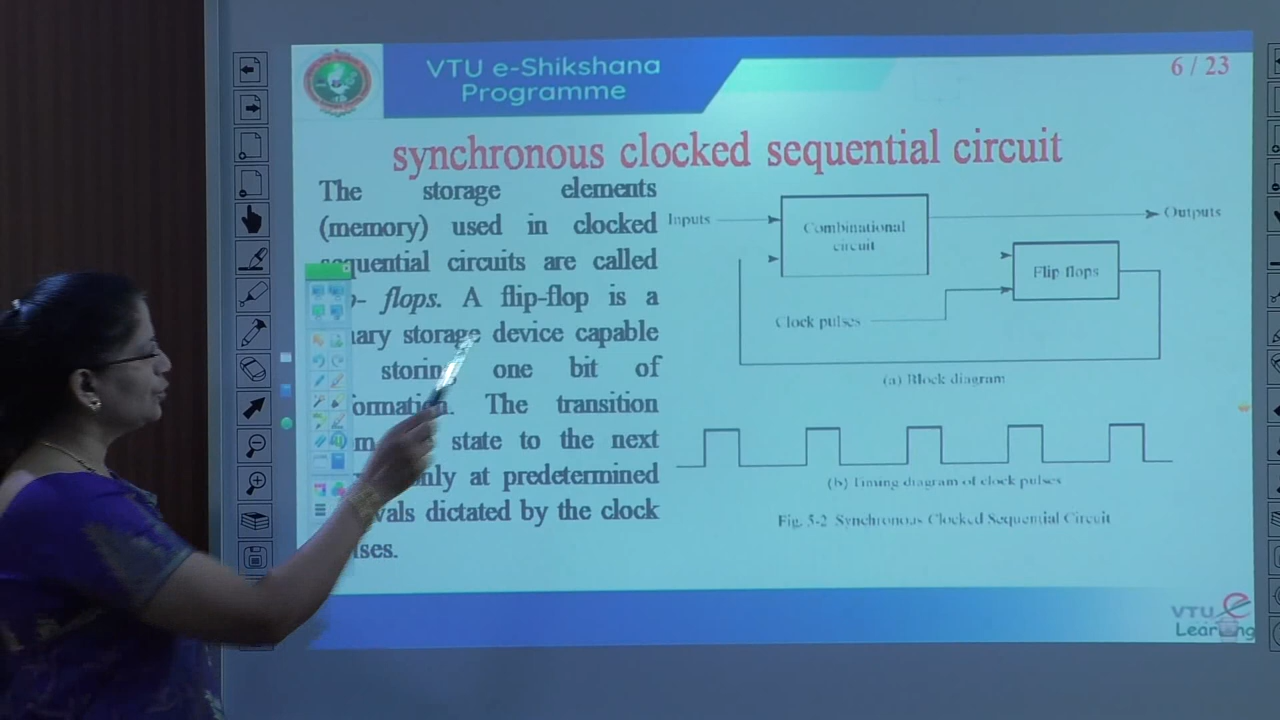 VTU e-Shikshana
Programme
6 / 23
synchronous clocked sequential circuit
The storage elements
(memory) used in clocked
sequential circuits are called
flops. A flip-flop is a
storage device capable
storing one bit of
The transition
state to the next
only at predetermined
dictated by the clock
Inputs
Combinational
circuit
Outputs
Flip flops
Clock pulses
(a) Block diagram
(b) Timing diagram of clock pulses
Fig. 5-2 Synchronous Clocked Sequential Circuit
VTU e
Learning